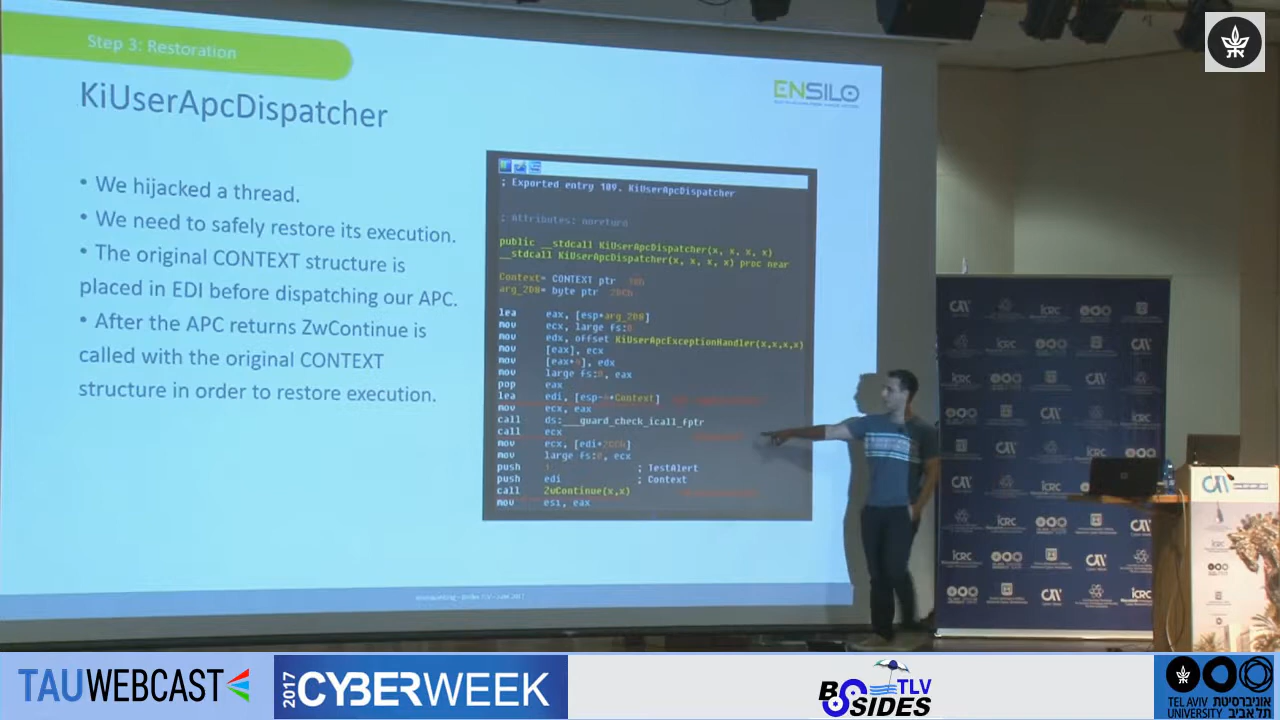 Step 3: Restoration
KiUserApcDispatcher
ENSILO
• We hijacked a thread.
• We need to safely restore its execution.
• The original CONTEXT structure is
placed in EDI before dispatching our APC.
• After the APC returns ZwContinue is
called with the original CONTEXT
structure in order to restore execution.
; Exported entry 109. KiUserApcDispatcher
; Attributes: noreturn
public __stdcall KiUserApcDispatcher(x, x, x, x)
__stdcall KiUserApcDispatcher(x, x, x, x) proc near
Context= CONTEXT ptr
arg_2D8= byte ptr 2DCh
lea eax, [esp+arg_2D8]
mov ecx, large fs:0
mov edx, offset KiUserApcExceptionHandler(x,x,x,x)
mov [eax], ecx
mov [eax+4], edx
mov large fs:0, eax
pop eax
lea edi, [esp-4+Context]
mov ecx, eax
call ds:___guard_check_icall_fptr
call ecx
mov ecx, [edi+2CCh]
mov large fs:0, ecx
push 1 ; TestAlert
push edi ; Context
call ZwContinue(x,x)
mov esi, eax
TAUWEBCAST
2017 CYBERWEEK
BSIDES TLV
TEL AVIV אוניברסיטת
UNIVERSITY תל אביב